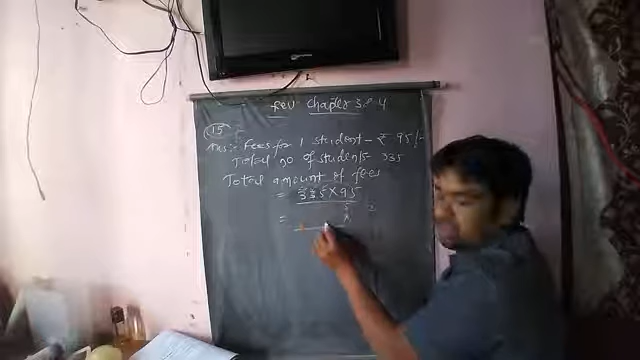 Rev. Chapter 3 & 4
15
Ans:- Fees for 1 student - ₹ 95/-
Total no of students 335
Total amount of fees
= 335 X 95
=